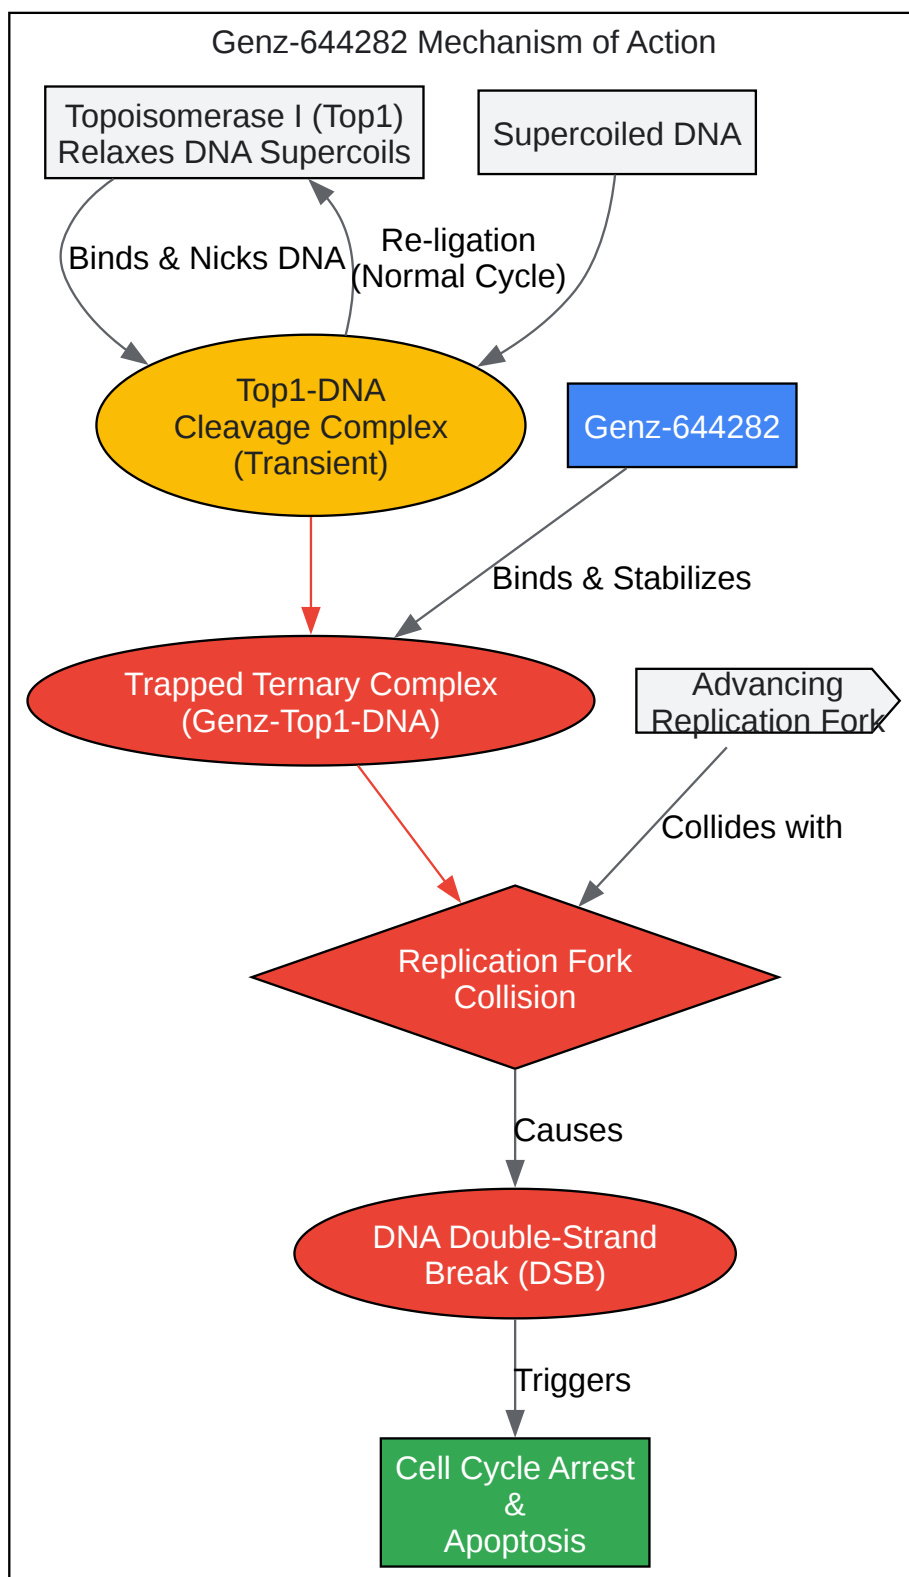 Genz-644282 Mechanism of Action
Topoisomerase I (Top1)
Relaxes DNA Supercoils
Supercoiled DNA
Binds & Nicks DNA
Re-ligation
(Normal Cycle)
Top1-DNA
Cleavage Complex
(Transient)
Genz-644282
Binds & Stabilizes
Trapped Ternary Complex
(Genz-Top1-DNA)
Advancing
Replication Fork
Collides with
Replication Fork
Collision
Causes
DNA Double-Strand
Break (DSB)
Triggers
Cell Cycle Arrest
&
Apoptosis